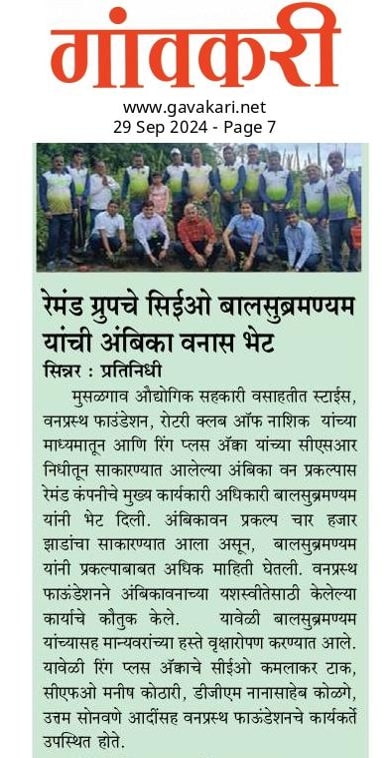 गांवकरी
www.gavakari.net
29 Sep 2024 - Page 7
रेमंड ग्रुपचे सिईओ बालसुब्रमण्यम
यांची अंबिका वनास भेट
सिन्नर : प्रतिनिधी
मुसळगाव औद्योगिक सहकारी वसाहतीत स्टाईस,
वनप्रस्थ फाउंडेशन, रोटरी क्लब ऑफ नाशिक यांच्या
माध्यमातून आणि रिंग प्लस ॲक्वा यांच्या सीएसआर
निधीतून साकारण्यात आलेल्या अंबिका वन प्रकल्पास
रेमंड कंपनीचे मुख्य कार्यकारी अधिकारी बालसुब्रमण्यम
यांनी भेट दिली. अंबिकावन प्रकल्प चार हजार
झाडांचा साकारण्यात आला असून, बालसुब्रमण्यम
यांनी प्रकल्पाबाबत अधिक माहिती घेतली. वनप्रस्थ
फाऊंडेशनने अंबिकावनाच्या यशस्वीतेसाठी केलेल्या
कार्याचे कौतुक केले. यावेळी बालसुब्रमण्यम
यांच्यासह मान्यवरांच्या हस्ते वृक्षारोपण करण्यात आले.
यावेळी रिंग प्लस अ‍ॅक्वाचे सीईओ कमलाकर टाक,
सीएफओ मनीष कोठारी, डीजीएम नानासाहेब कोळगे,
उत्तम सोनवणे आदींसह वनप्रस्थ फाऊंडेशनचे कार्यकर्ते
उपस्थित होते.